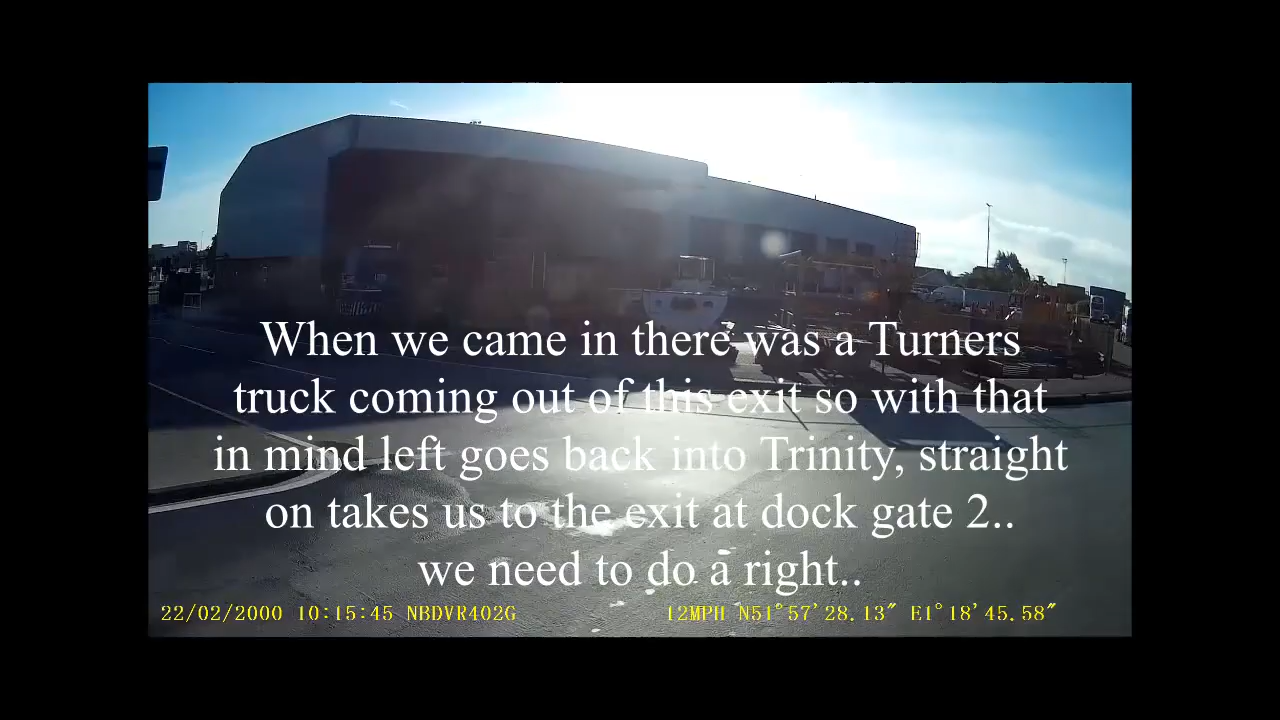 When we came in there was a Turners
truck coming out of this exit so with that
in mind left goes back into Trinity, straight
on takes us to the exit at dock gate 2..
we need to do a right..
22/02/2000 10:15:45 NBDVR402G 12MPH N51°57'28.13" E1°18'45.58"